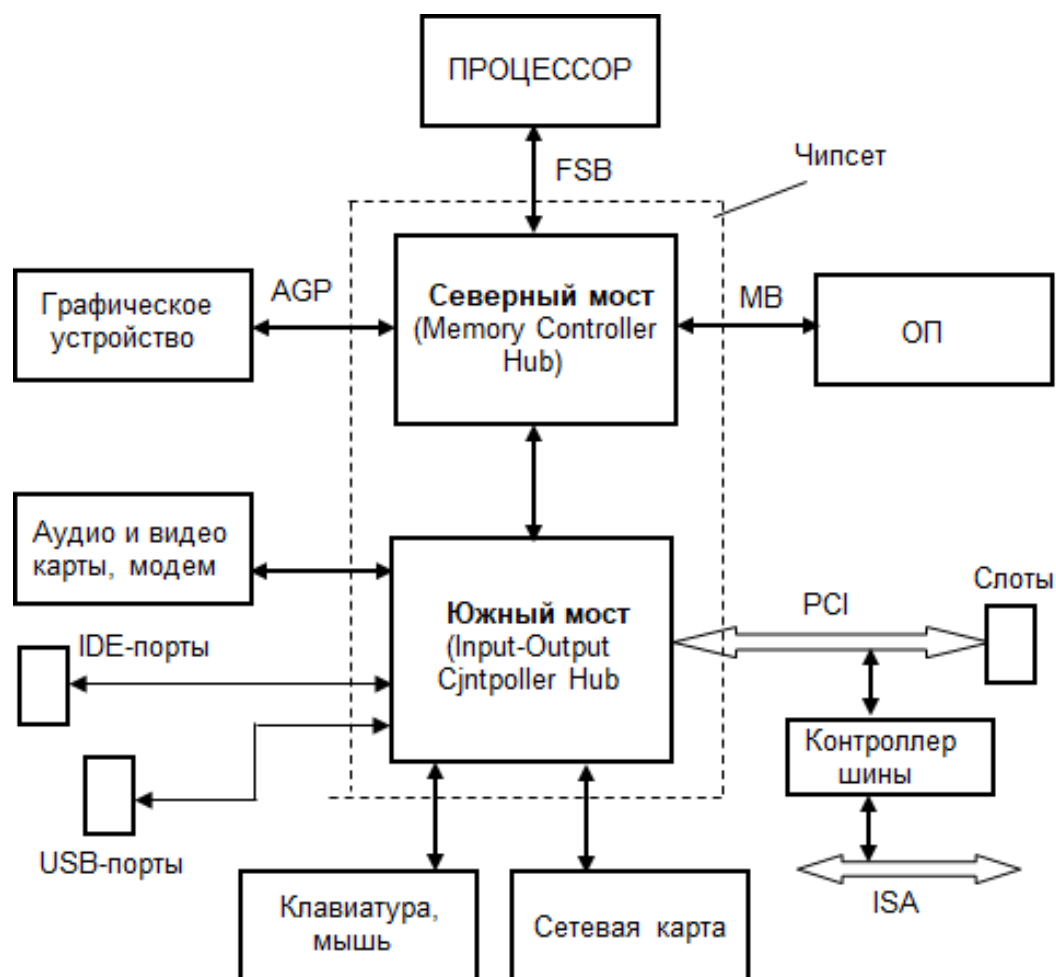 ПРОЦЕССОР
FSB
Чипсет
Графическое
устройство
AGP
Северный мост
(Memory Controller
Hub)
MB
ОП
Аудио и видео
карты, модем
Южный мост
(Input-Output
Cjntpoller Hub
PCI
Слоты
IDE-порты
Контроллер
шины
USB-порты
Клавиатура,
мышь
Сетевая карта
ISA